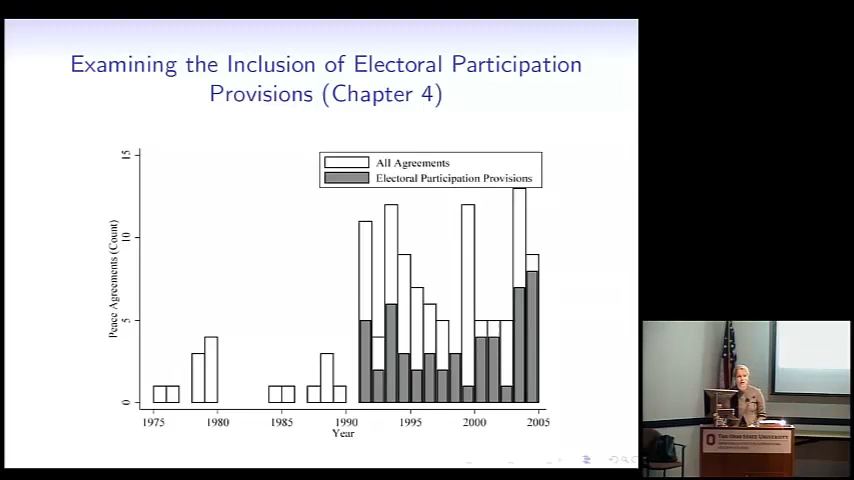 Examining the Inclusion of Electoral Participation
Provisions (Chapter 4)
All Agreements
Electoral Participation Provisions
Peace Agreements (Count)
15
10
5
0
1975 1980 1985 1990 1995 2000 2005
Year
THE OHIO STATE UNIVERSITY